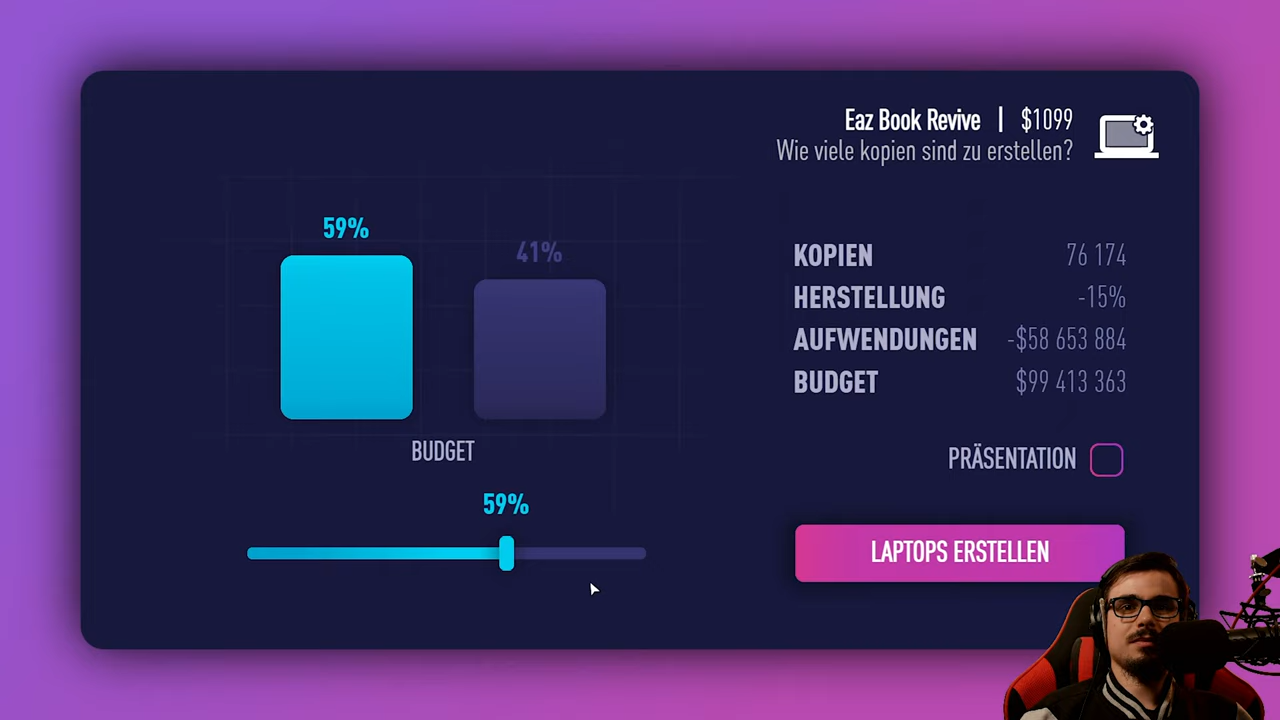 Eaz Book Revive | $1099
Wie viele kopien sind zu erstellen?
59%
41%
BUDGET
59%
KOPIEN 76 174
HERSTELLUNG -15%
AUFWENDUNGEN -$58 653 884
BUDGET $99 413 363
PRÄSENTATION
LAPTOPS ERSTELLEN